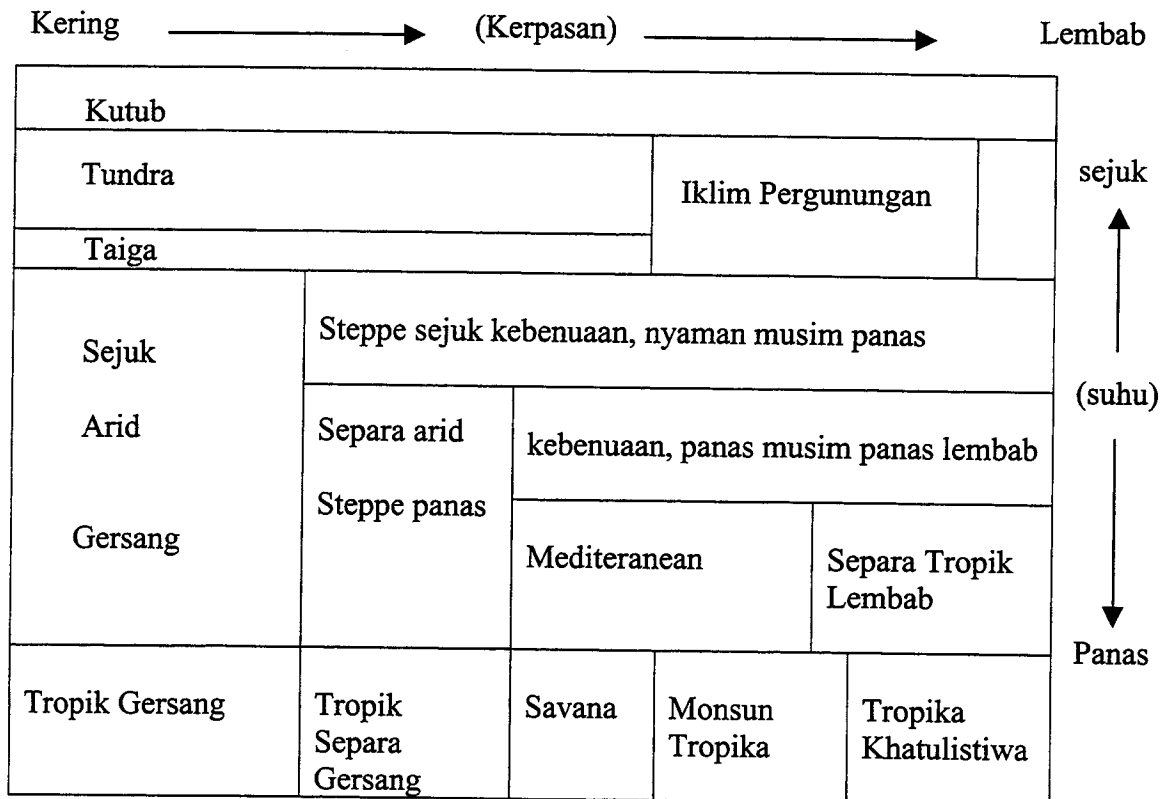 Kering (Kerpasan) Lembab
Kutub
Tundra
Iklim Pergunungan
sejuk
Taiga
Steppe sejuk kebenuaan, nyaman musim panas
Sejuk
(suhu)
Arid
Separa arid
kebenuaan, panas musim panas lembab
Steppe panas
Gersang
Mediteranean
Separa Tropik
Lembab
Panas
Tropik Gersang
Tropik
Separa
Gersang
Savana
Monsun
Tropika
Tropika
Khatulistiwa